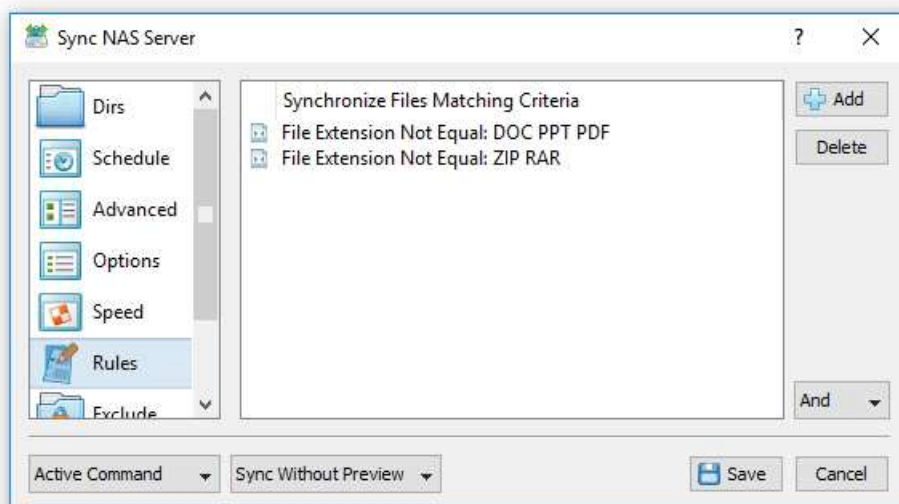 Sync NAS Server
?
Dirs
Schedule
Advanced
Options
Speed
Rules
Exclude
Synchronize Files Matching Criteria
File Extension Not Equal: DOC PPT PDF
File Extension Not Equal: ZIP RAR
Add
Delete
And
Active Command
Sync Without Preview
Save
Cancel